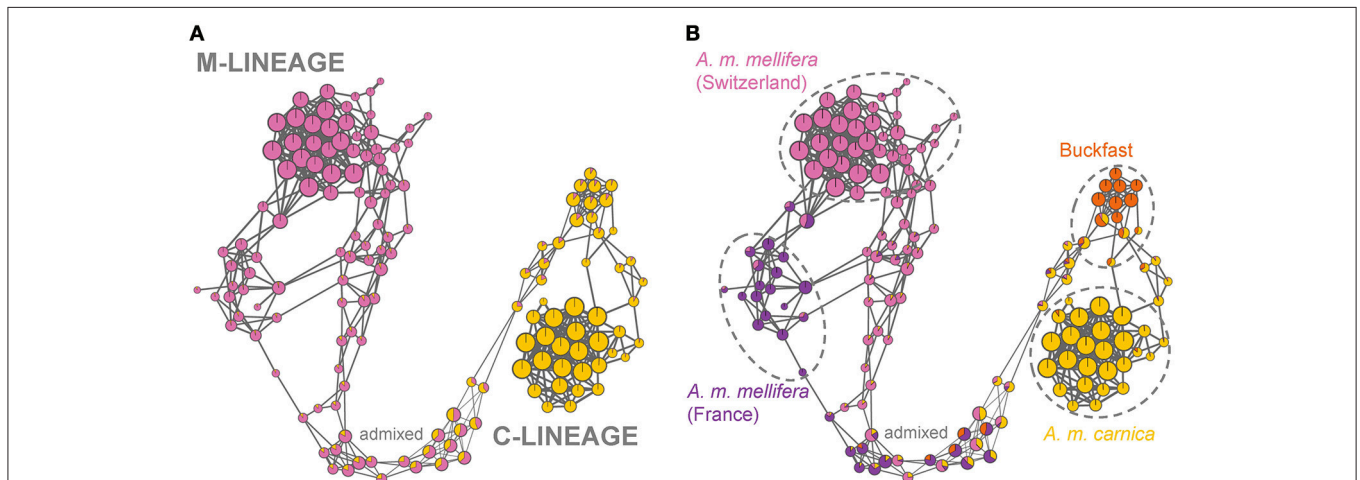 A
M-LINEAGE
admixed
C-LINEAGE
B
A. m. mellifera
(Switzerland)
Buckfast
A. m. mellifera
(France)
admixed
A. m. carnica